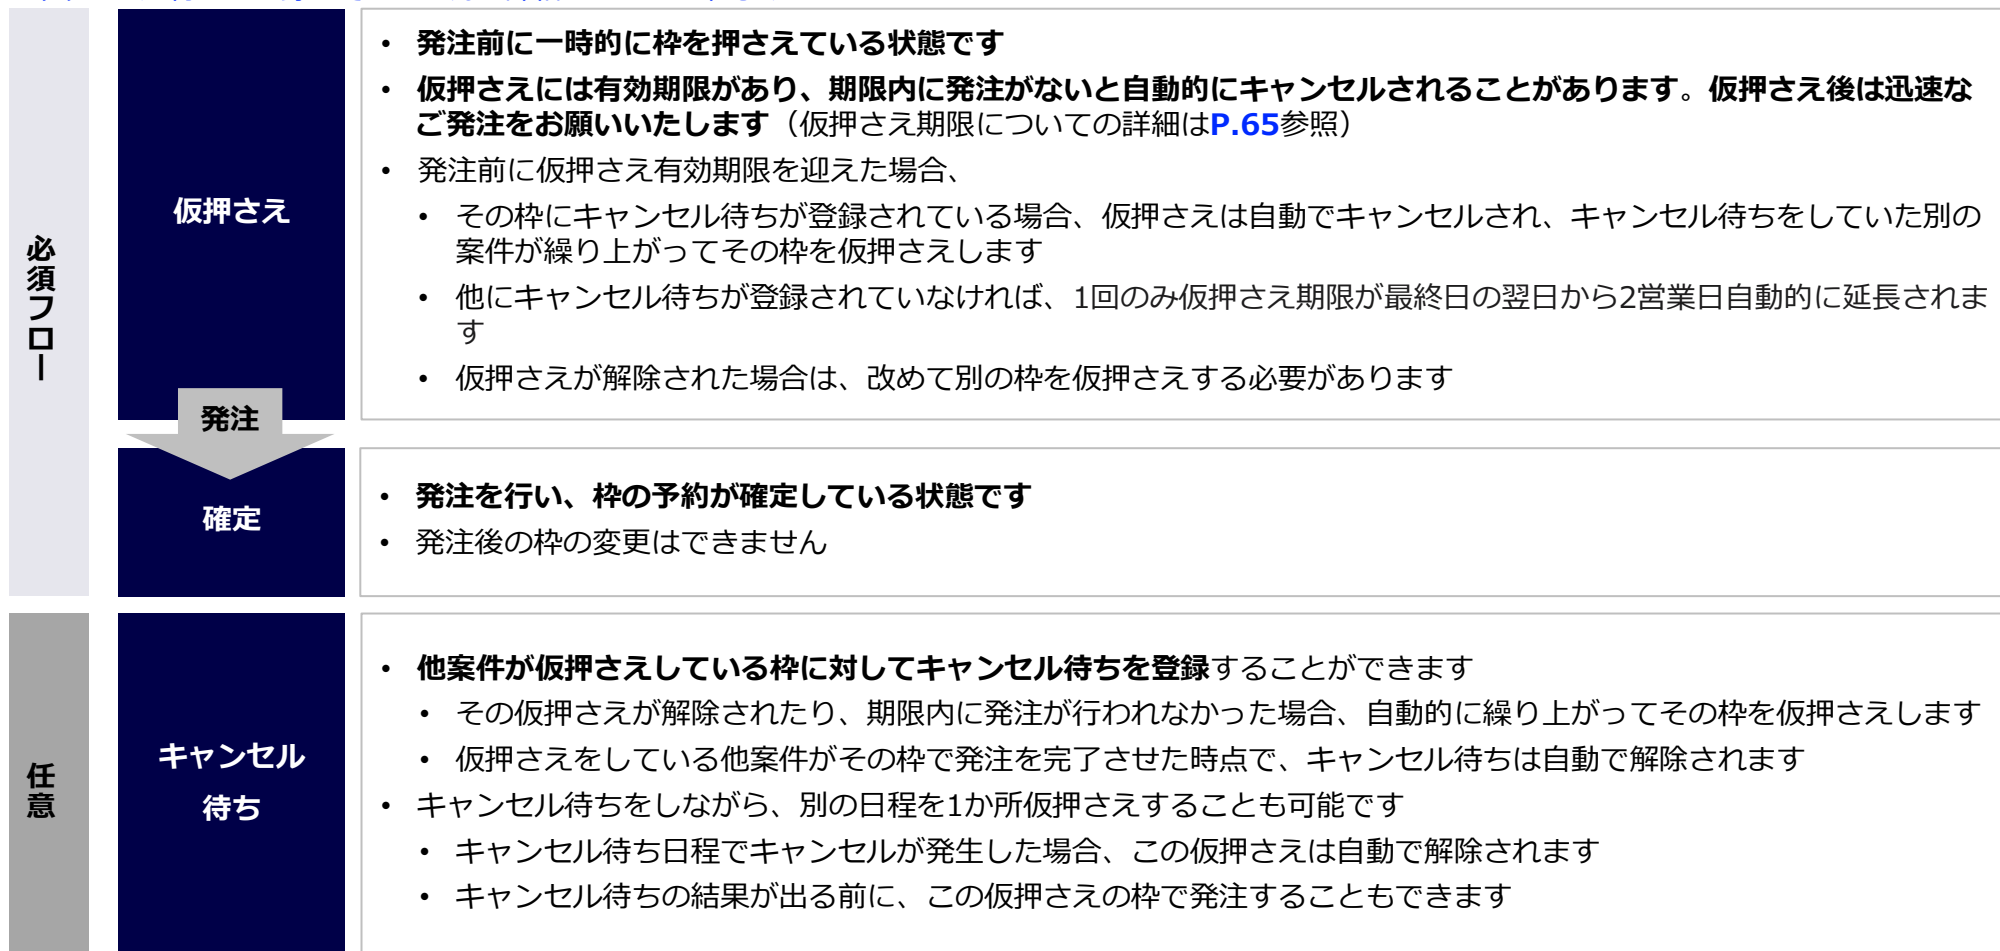 必須フロー
仮押さえ
• 発注前に一時的に枠を押さえている状態です
• 仮押さえには有効期限があり、期限内に発注がないと自動的にキャンセルされることがあります。仮押さえ後は迅速な
ご発注をお願いいたします（仮押さえ期限についての詳細はP.65参照）
• 発注前に仮押さえ有効期限を迎えた場合、
• その枠にキャンセル待ちが登録されている場合、仮押さえは自動でキャンセルされ、キャンセル待ちをしていた別の
案件が繰り上がってその枠を仮押さえします
• 他にキャンセル待ちが登録されていなければ、1回のみ仮押さえ期限が最終日の翌日から2営業日自動的に延長されま
す
• 仮押さえが解除された場合は、改めて別の枠を仮押さえする必要があります
発注
確定
• 発注を行い、枠の予約が確定している状態です
• 発注後の枠の変更はできません
任意
キャンセル
待ち
• 他案件が仮押さえしている枠に対してキャンセル待ちを登録することができます
• その仮押さえが解除されたり、期限内に発注が行われなかった場合、自動的に繰り上がってその枠を仮押さえします
• 仮押さえをしている他案件がその枠で発注を完了させた時点で、キャンセル待ちは自動で解除されます
• キャンセル待ちをしながら、別の日程を1か所仮押さえすることも可能です
• キャンセル待ち日程でキャンセルが発生した場合、この仮押さえは自動で解除されます
• キャンセル待ちの結果が出る前に、この仮押さえの枠で発注することもできます